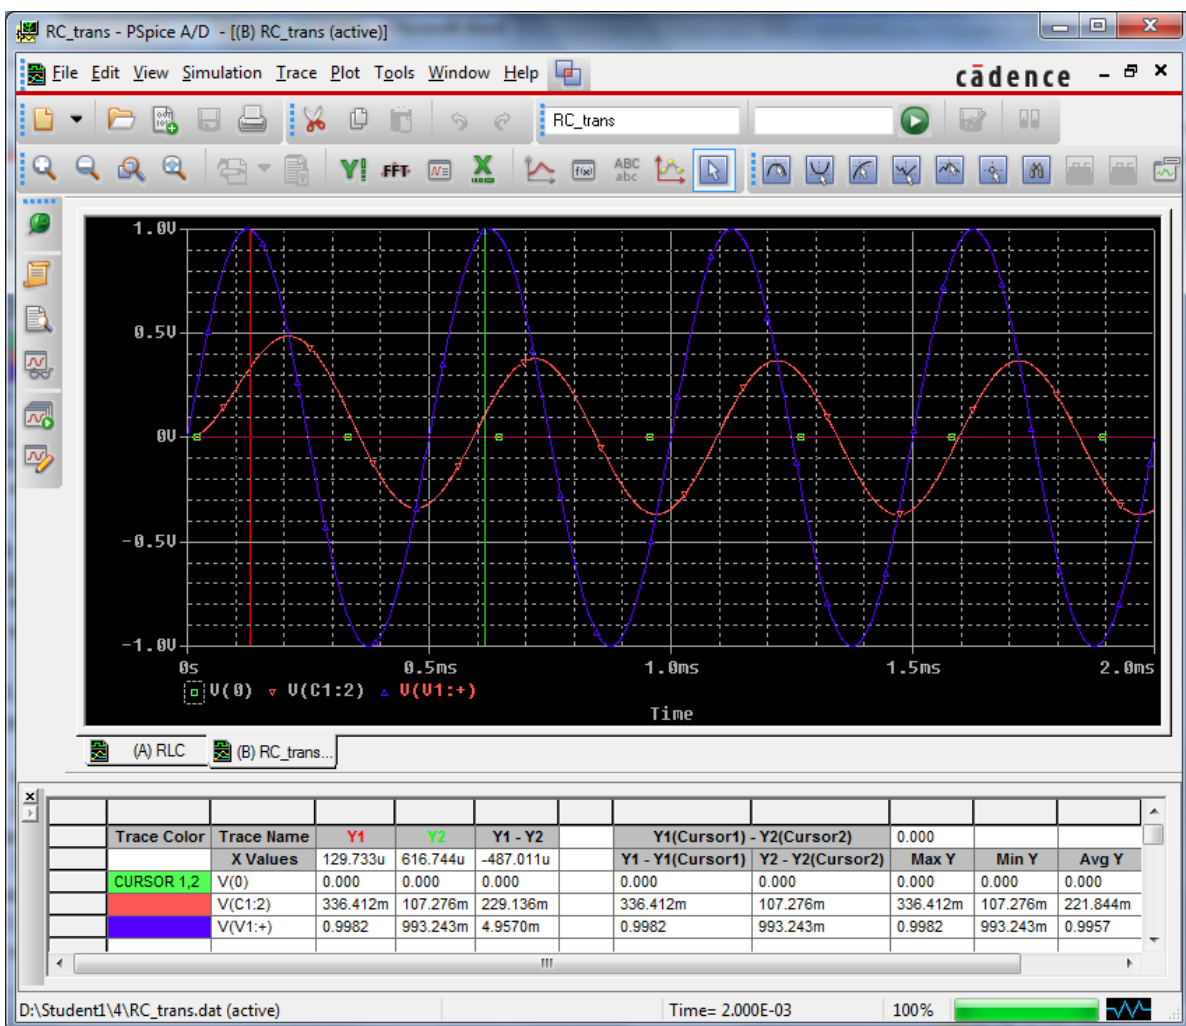 RC_trans - PSpice A/D - [(B) RC_trans (active)]
File Edit View Simulation Trace Plot Tools Window Help
cādence
RC_trans
FFT
f(x)
ABC
abc
1.0V
0.5V
0V
-0.5V
-1.0V
0s 0.5ms 1.0ms 1.5ms 2.0ms
V(0) V(C1:2) V(V1:+)
Time
(A) RLC (B) RC_trans...
Y1(Cursor1) - Y2(Cursor2) 0.000
Trace Color Trace Name Y1 Y2 Y1 - Y2
X Values 129.733u 616.744u -487.011u Y1 - Y1(Cursor1) Y2 - Y2(Cursor2) Max Y Min Y Avg Y
CURSOR 1,2 V(0) 0.000 0.000 0.000 0.000 0.000 0.000 0.000 0.000
V(C1:2) 336.412m 107.276m 229.136m 336.412m 107.276m 336.412m 107.276m 221.844m
V(V1:+) 0.9982 993.243m 4.9570m 0.9982 993.243m 0.9982 993.243m 0.9957
D:\Student1\4\RC_trans.dat (active) Time= 2.000E-03 100%